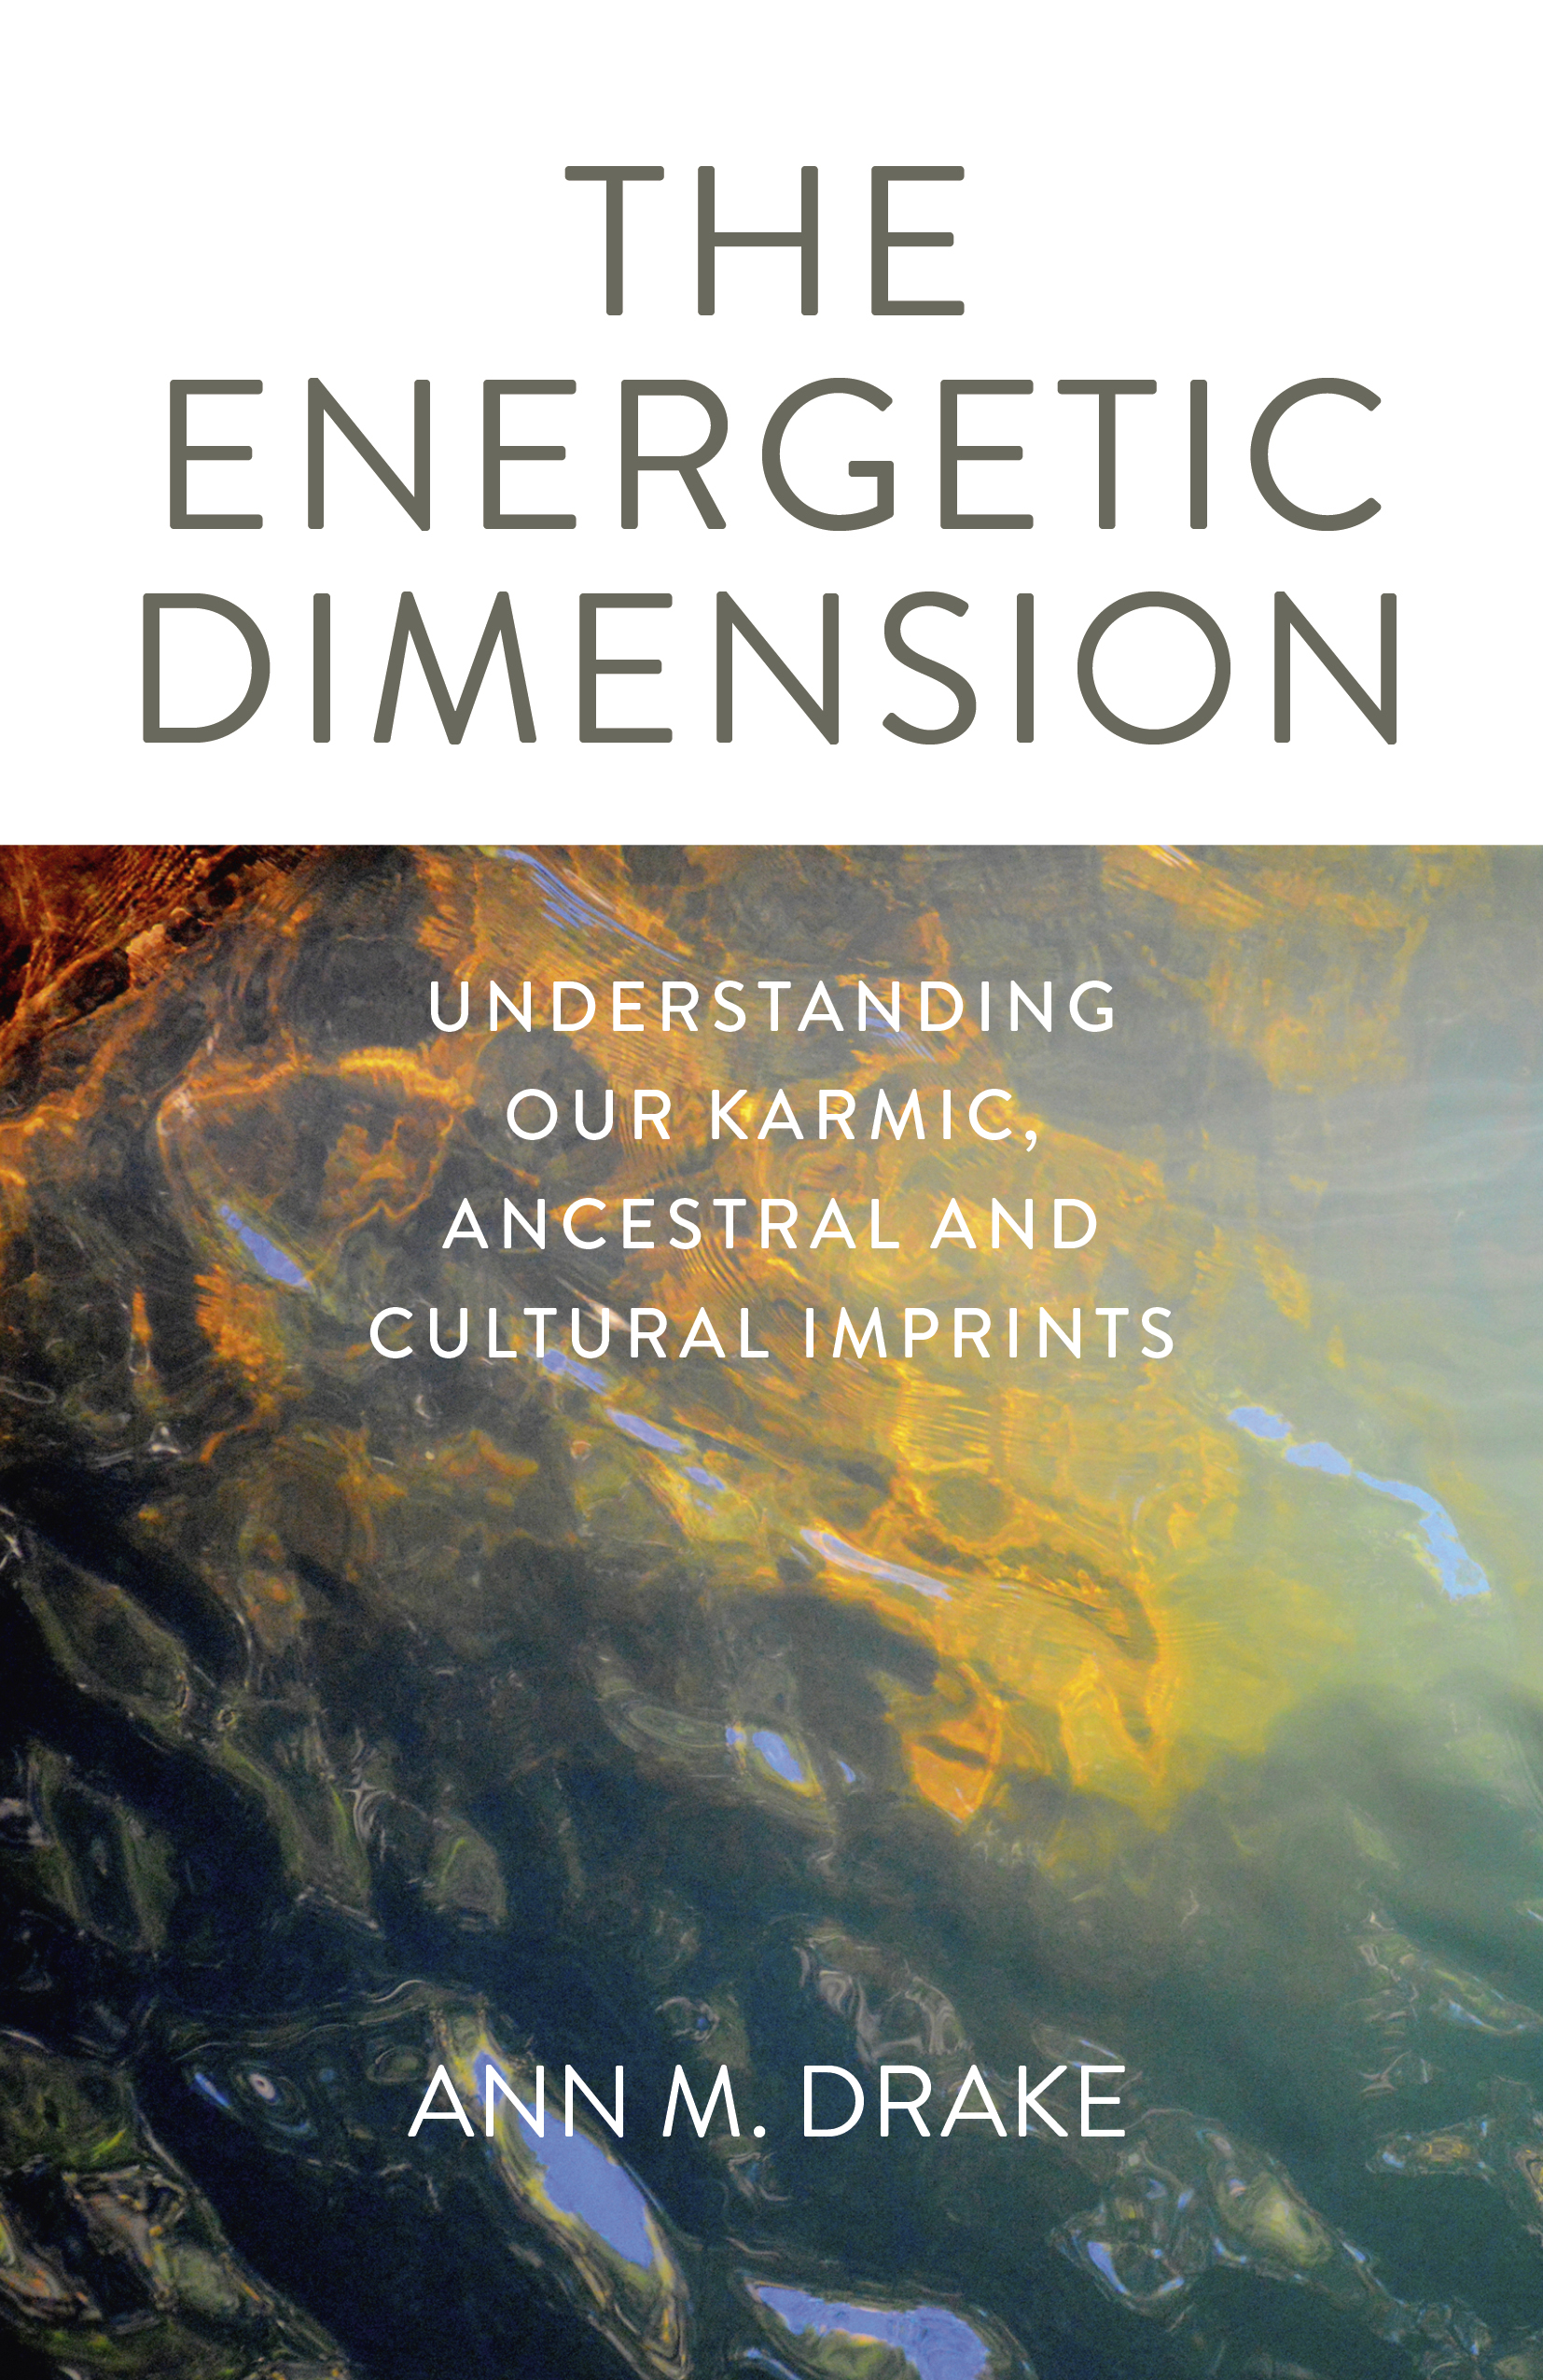 THE
ENERGETIC
DIMENSION
UNDERSTANDING
OUR KARMIC,
ANCESTRAL AND
CULTURAL IMPRINTS
ANN M. DRAKE